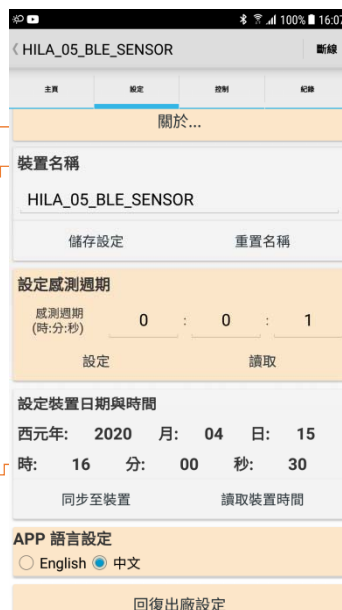 100% 16:07
HILA_05_BLE_SENSOR 斷線
主頁 設定 控制 紀錄
關於...
裝置名稱
HILA_05_BLE_SENSOR
儲存設定 重置名稱
設定感測週期
感測週期
(時:分:秒) 0 : 0 : 1
設定 讀取
設定裝置日期與時間
西元年: 2020 月: 04 日: 15
時: 16 分: 00 秒: 30
同步至裝置 讀取裝置時間
APP 語言設定
English 中文
回復出廠設定